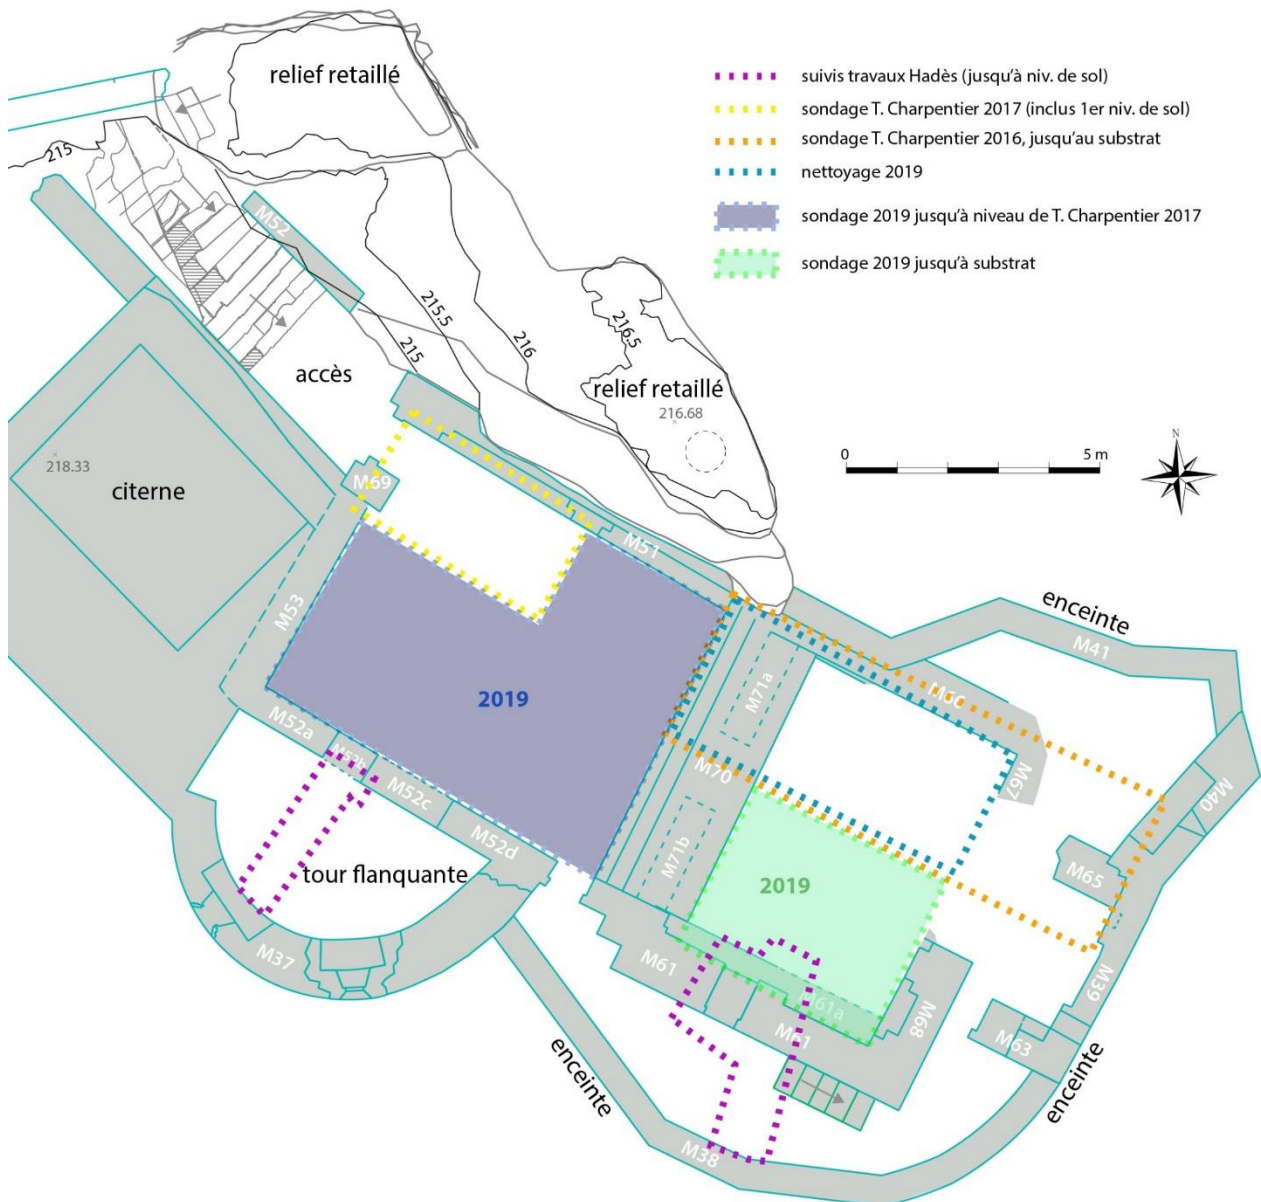 relief retaillé
suivis travaux Hadès (jusqu'à niv. de sol)
sondage T. Charpentier 2017 (inclus 1er niv. de sol)
sondage T. Charpentier 2016, jusqu'au substrat
nettoyage 2019
sondage 2019 jusqu'à niveau de T. Charpentier 2017
sondage 2019 jusqu'à substrat
215
M52
215.5
216
215
216.5
relief retaillé
216.68
accès
0 5 m
N
218.33
citerne
M69
M51
M53
enceinte
M41
M66
M71a
2019
M67
M40
M52a
M52b
M52c
M52d
M70
M71b
2019
M65
tour flanquante
M37
M61
M61a
M61
M68
M39
M63
enceinte
enceinte
M38